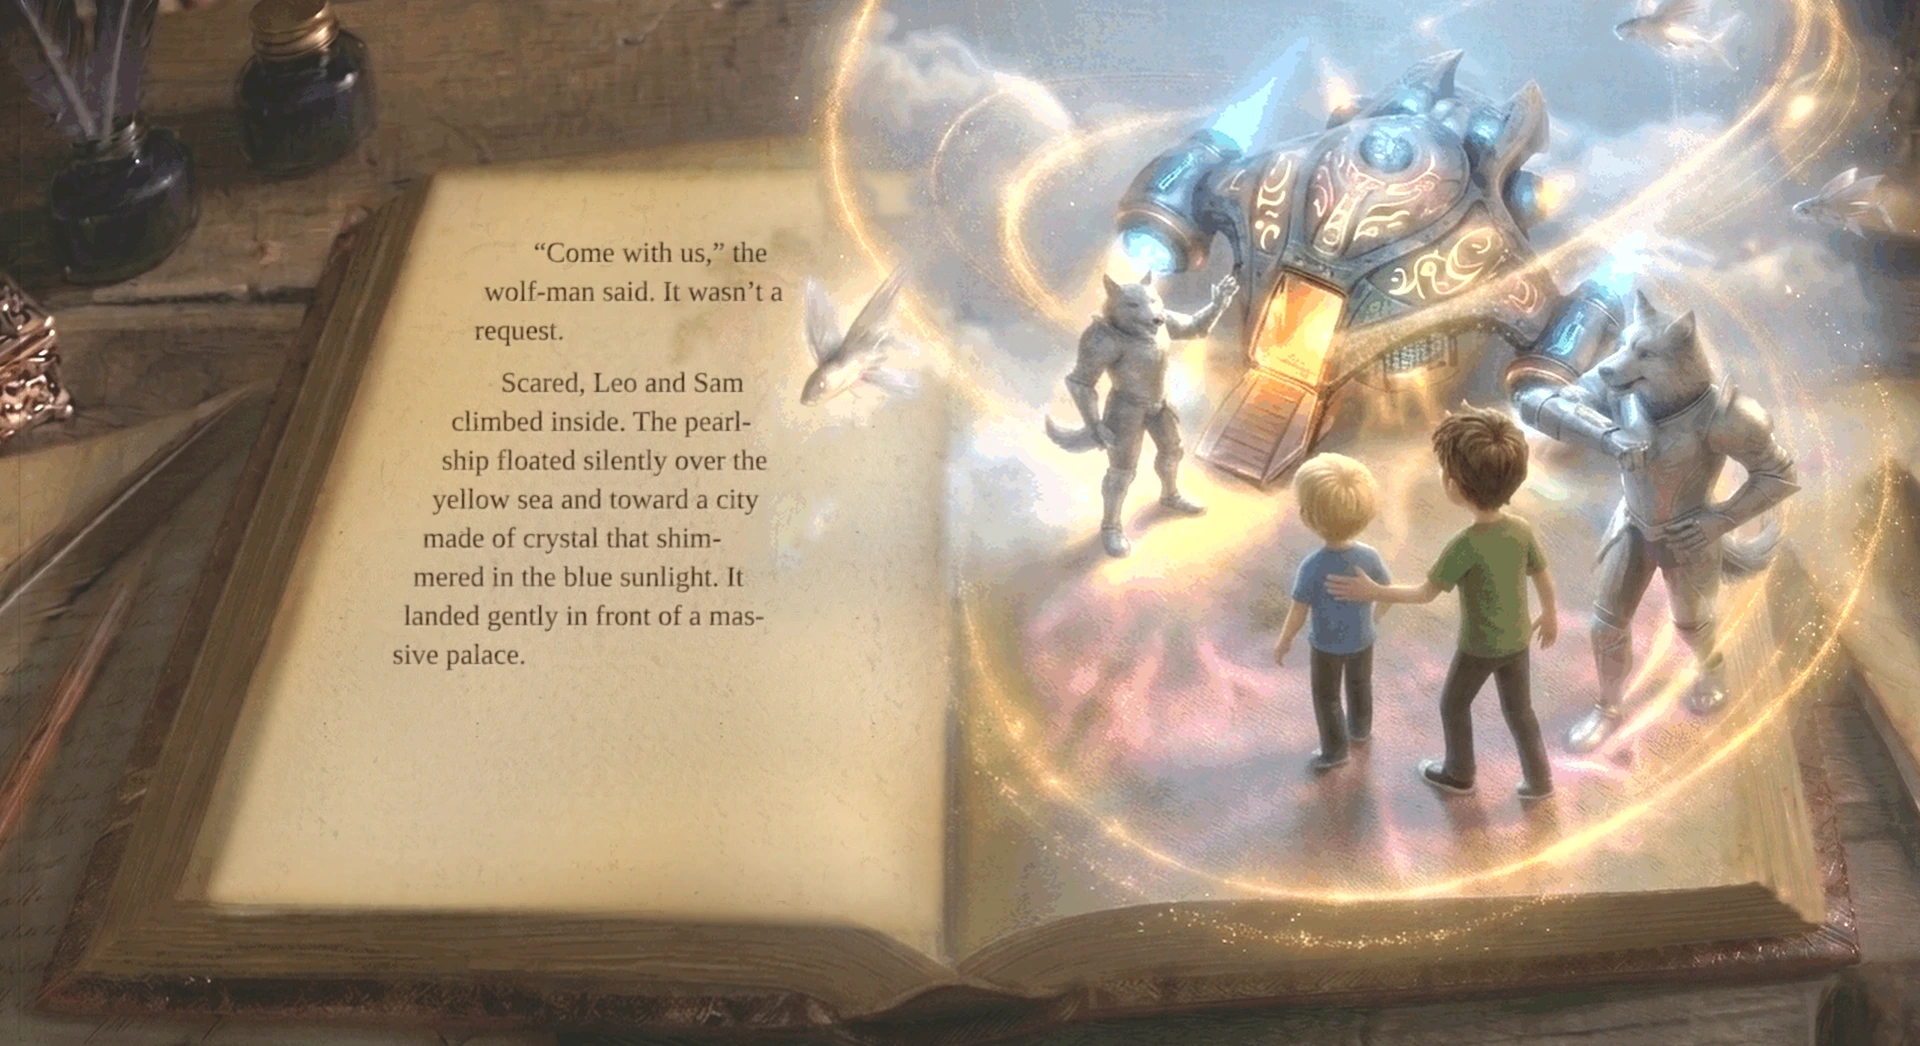 “Come with us,” the
wolf-man said. It wasn’t a
request.
Scared, Leo and Sam
climbed inside. The pearl-
ship floated silently over the
yellow sea and toward a city
made of crystal that shim-
mered in the blue sunlight. It
landed gently in front of a mas-
sive palace.